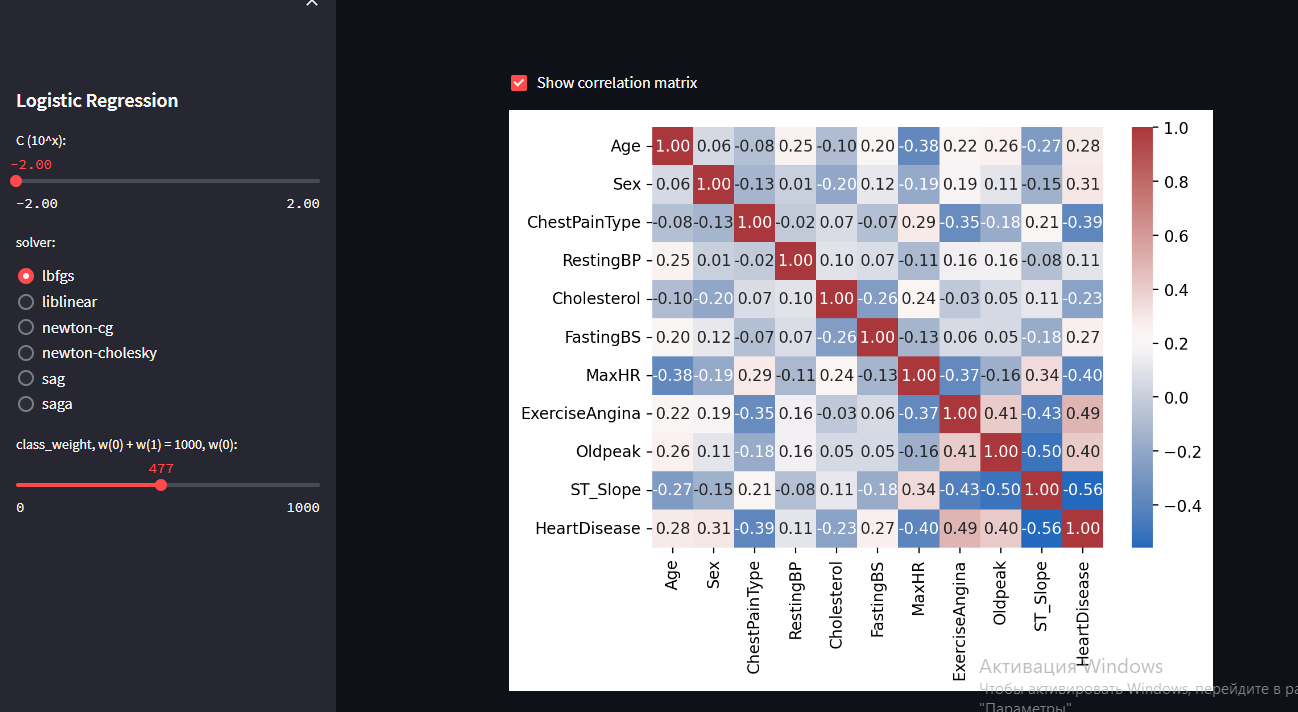 Logistic Regression
C (10^x):
-2.00
-2.00 2.00
solver:
lbfgs
liblinear
newton-cg
newton-cholesky
sag
saga
class_weight, w(0) + w(1) = 1000, w(0):
477
0 1000
Show correlation matrix
Age 1.00 0.06 -0.08 0.25 -0.10 0.20 -0.38 0.22 0.26 -0.27 0.28
Sex 0.06 1.00 -0.13 0.01 -0.20 0.12 -0.19 0.19 0.11 -0.15 0.31
ChestPainType -0.08 -0.13 1.00 -0.02 0.07 -0.07 0.29 -0.35 -0.18 0.21 -0.39
RestingBP 0.25 0.01 -0.02 1.00 0.10 0.07 -0.11 0.16 0.16 -0.08 0.11
Cholesterol -0.10 -0.20 0.07 0.10 1.00 -0.26 0.24 -0.03 0.05 0.11 -0.23
FastingBS 0.20 0.12 -0.07 0.07 -0.26 1.00 -0.13 0.06 0.05 -0.18 0.27
MaxHR -0.38 -0.19 0.29 -0.11 0.24 -0.13 1.00 -0.37 -0.16 0.34 -0.40
ExerciseAngina 0.22 0.19 -0.35 0.16 -0.03 0.06 -0.37 1.00 0.41 -0.43 0.49
Oldpeak 0.26 0.11 -0.18 0.16 0.05 0.05 -0.16 0.41 1.00 -0.50 0.40
ST_Slope -0.27 -0.15 0.21 -0.08 0.11 -0.18 0.34 -0.43 -0.50 1.00 -0.56
HeartDisease 0.28 0.31 -0.39 0.11 -0.23 0.27 -0.40 0.49 0.40 -0.56 1.00
Age
Sex
ChestPainType
RestingBP
Cholesterol
FastingBS
MaxHR
ExerciseAngina
Oldpeak
ST_Slope
HeartDisease
1.0
0.8
0.6
0.4
0.2
0.0
−0.2
−0.4
Активация Windows
Чтобы активировать Windows, перейдите в ра
"Параметры"